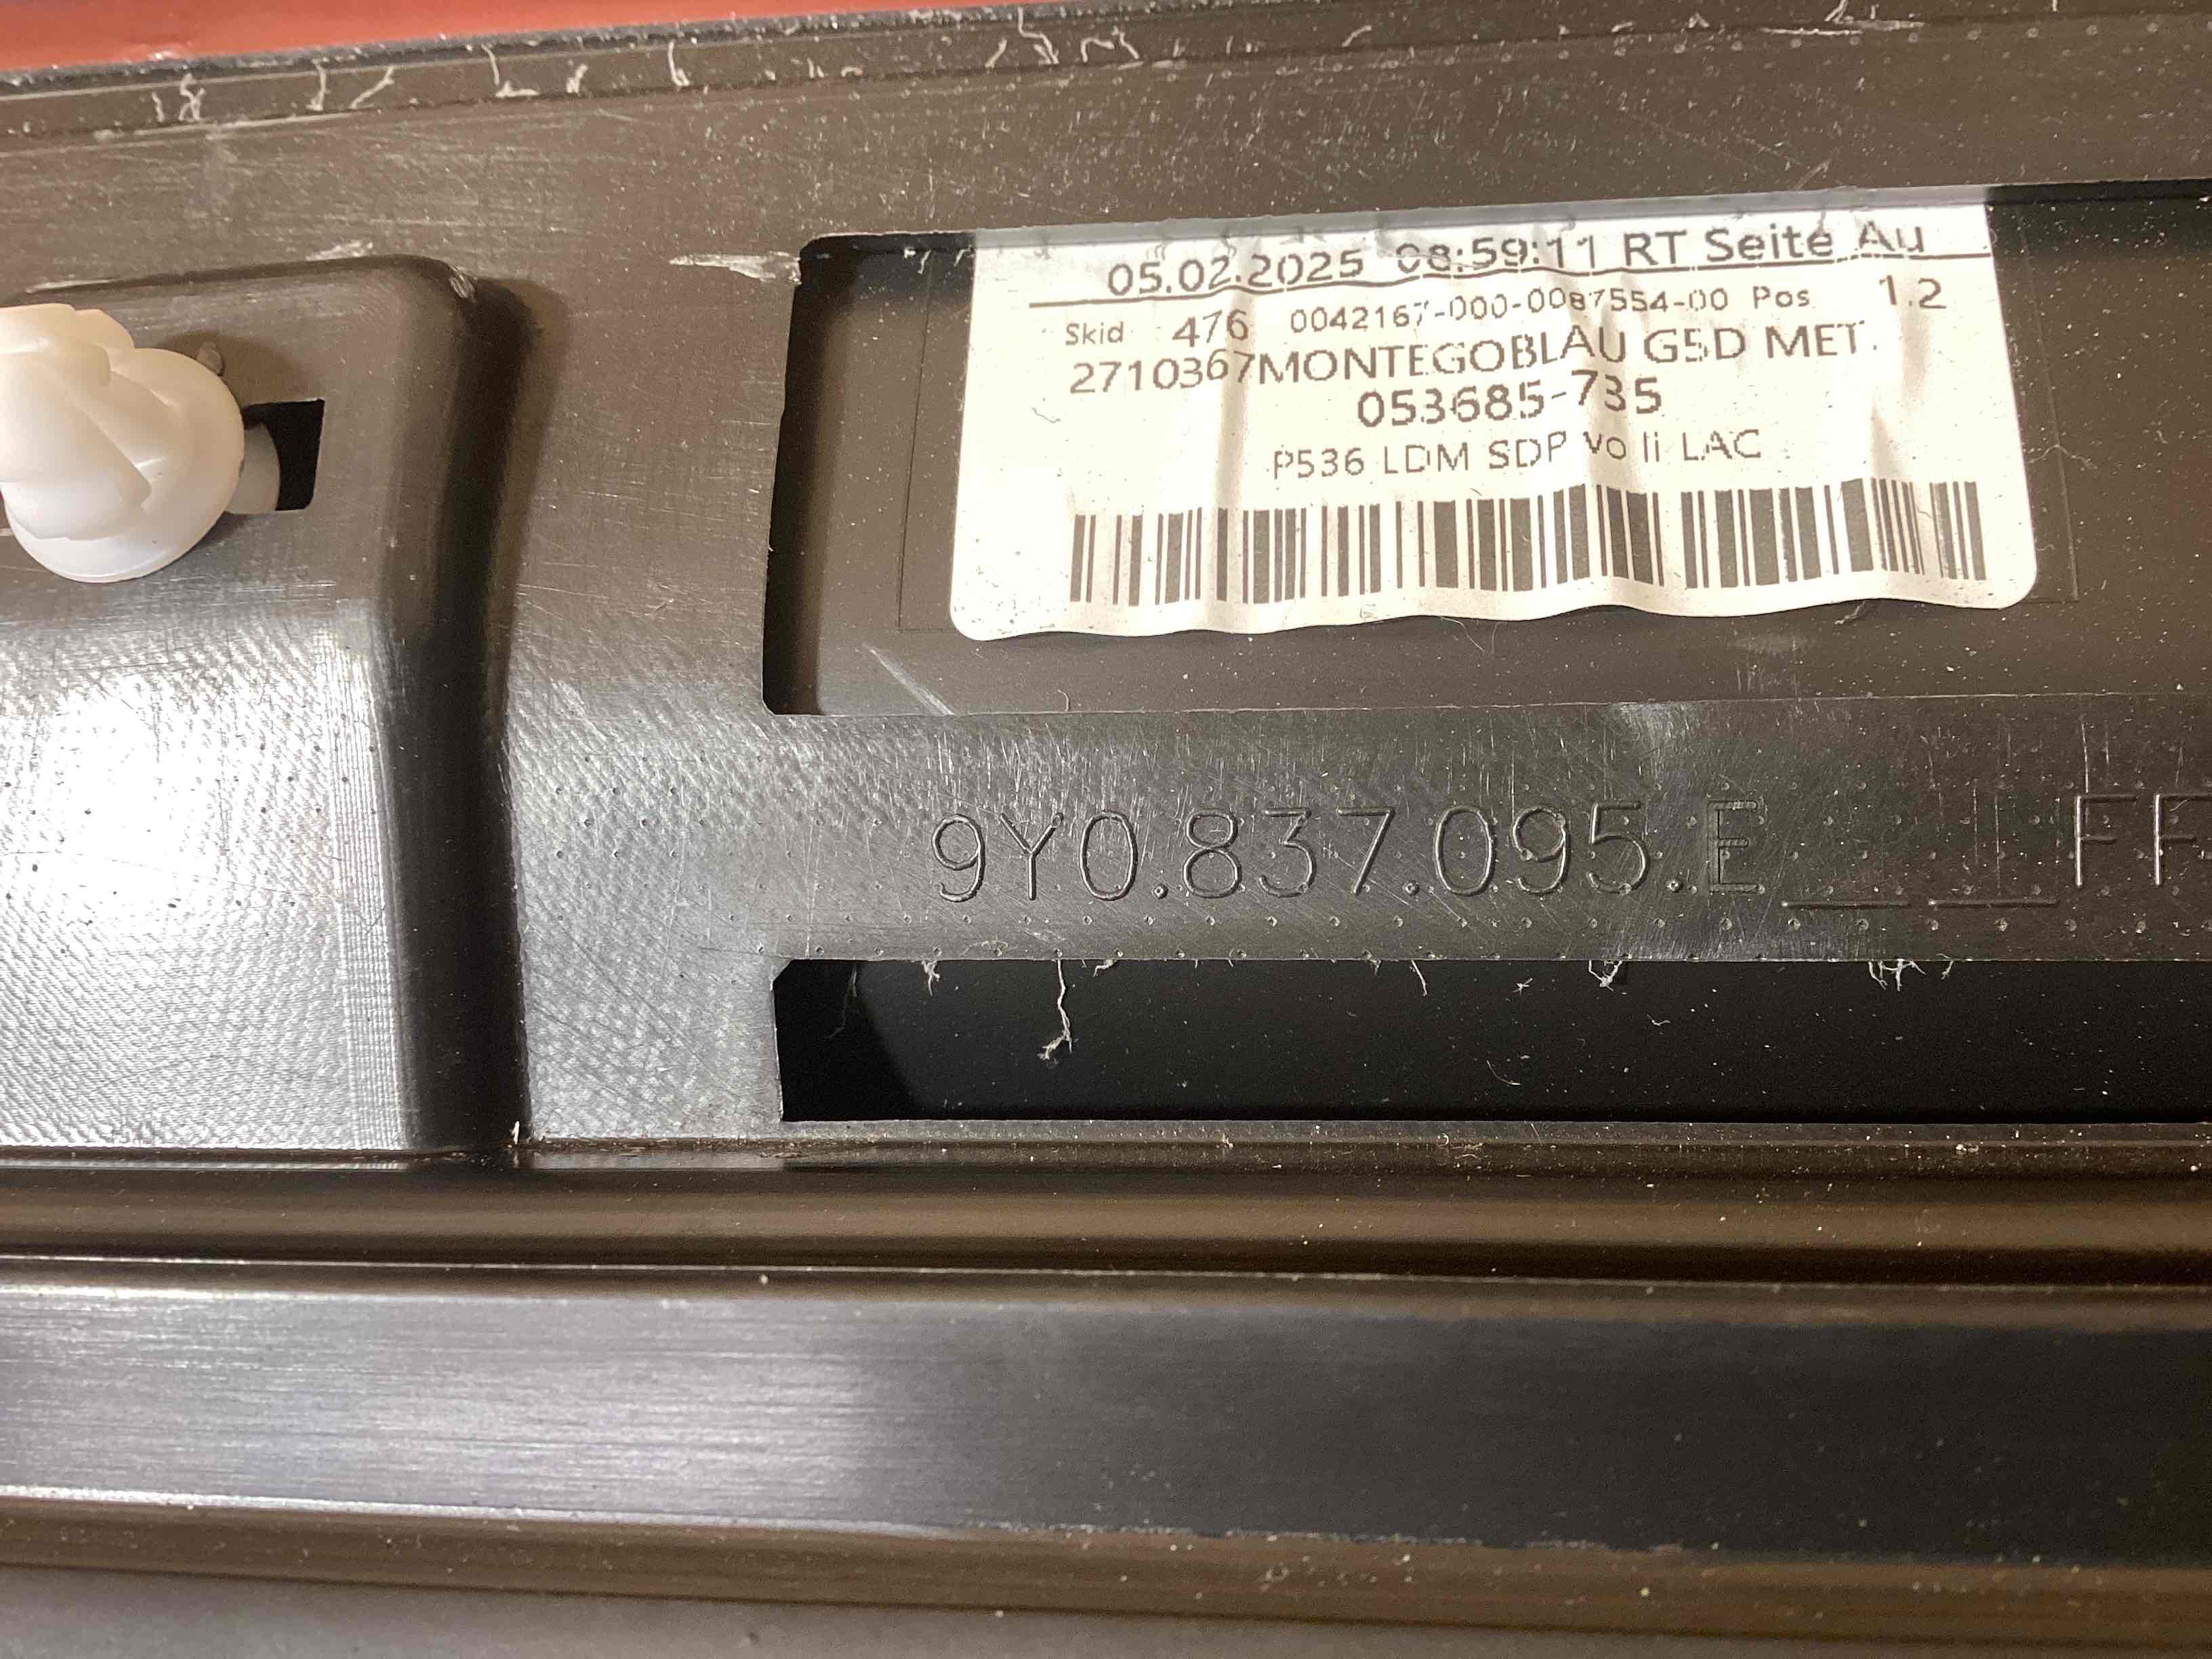 05.02.2025 08:59:11 RT Seite Au
Skid 476 0042167-000-0087554-00 Pos 1.2
2710367MONTEGOBLAU G5D MET.
053685-735
P536 LDM SDP vo li LAC
9Y0.837.095.E__FF